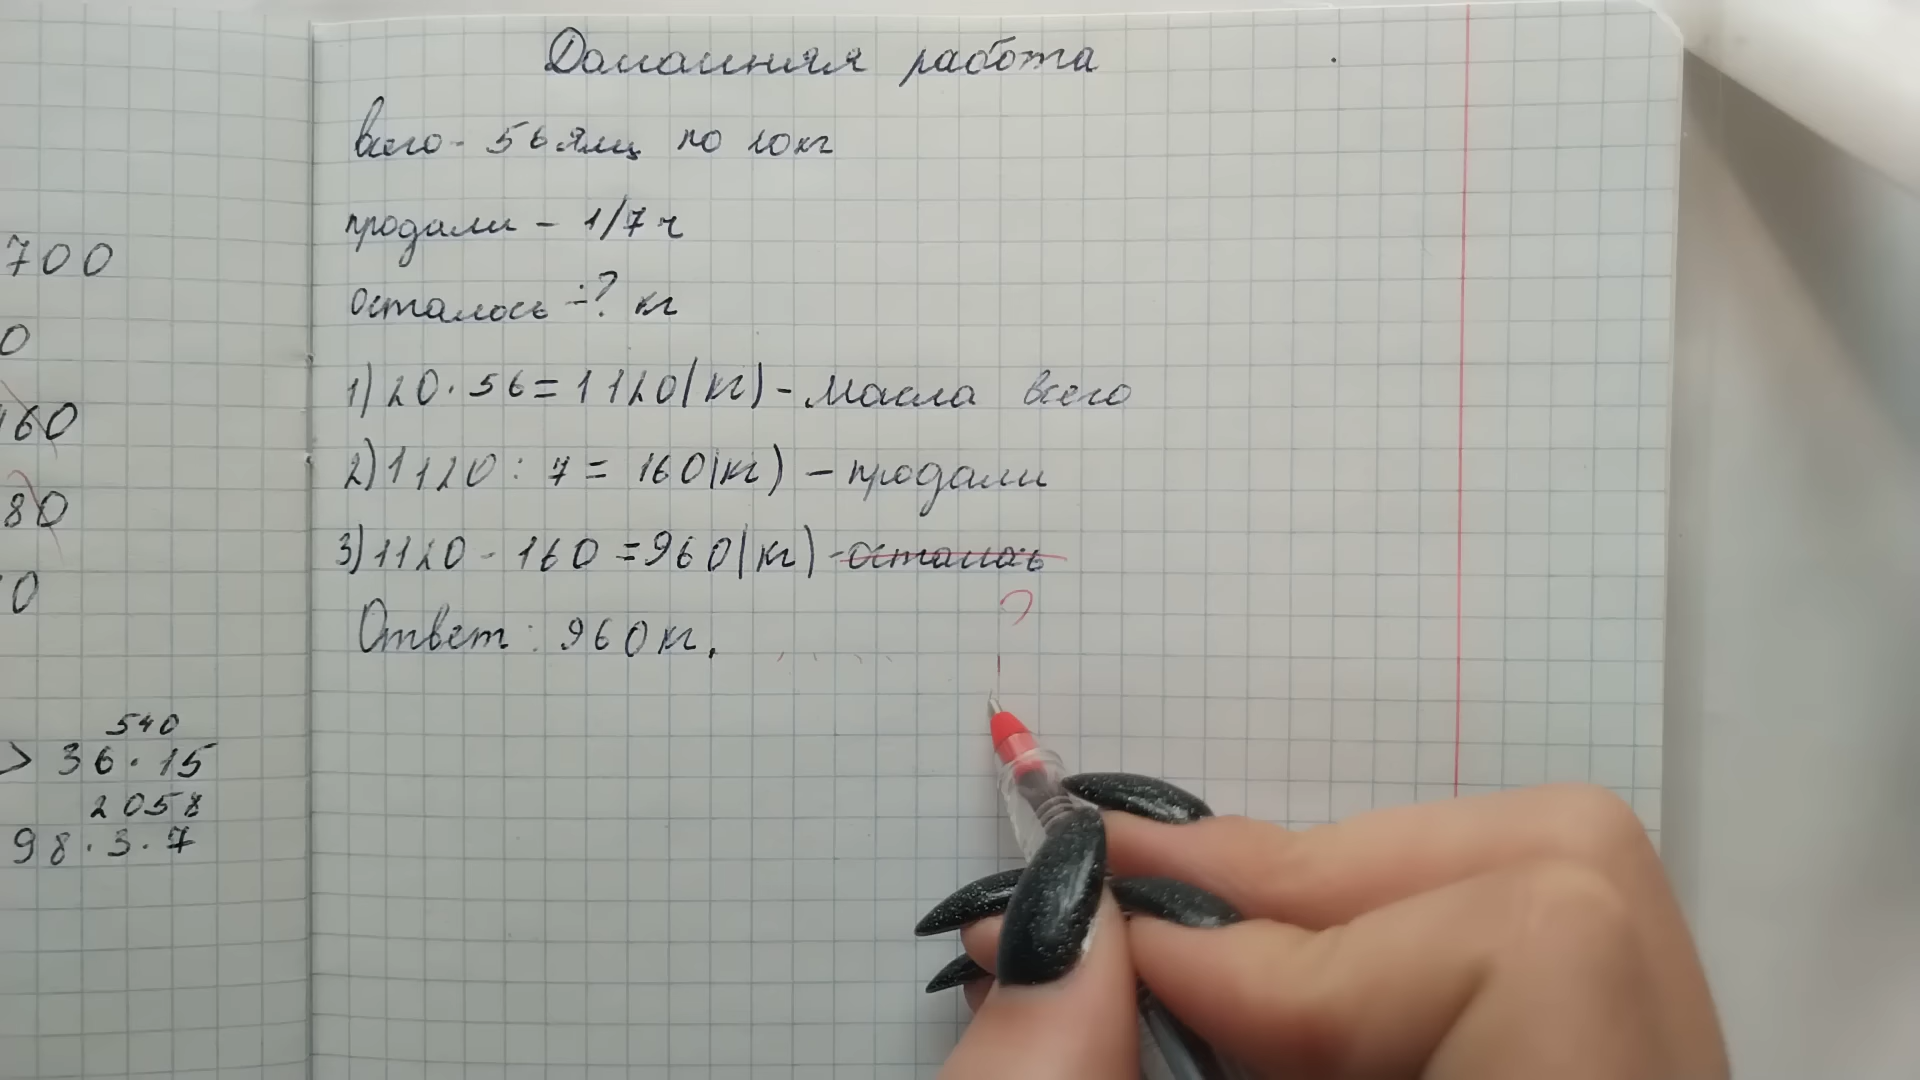 700
0
160
80
0
540
> 36·15
2058
98·3·7
Домашняя работа
всего - 56 ящ по 20кг
продали - 1/7 ч
осталось -? кг
1) 20·56=1120(кг) - масла всего
2) 1120 : 7 = 160(кг) - продали
3) 1120 - 160 = 960(кг) - осталось
?
Ответ: 960 кг.